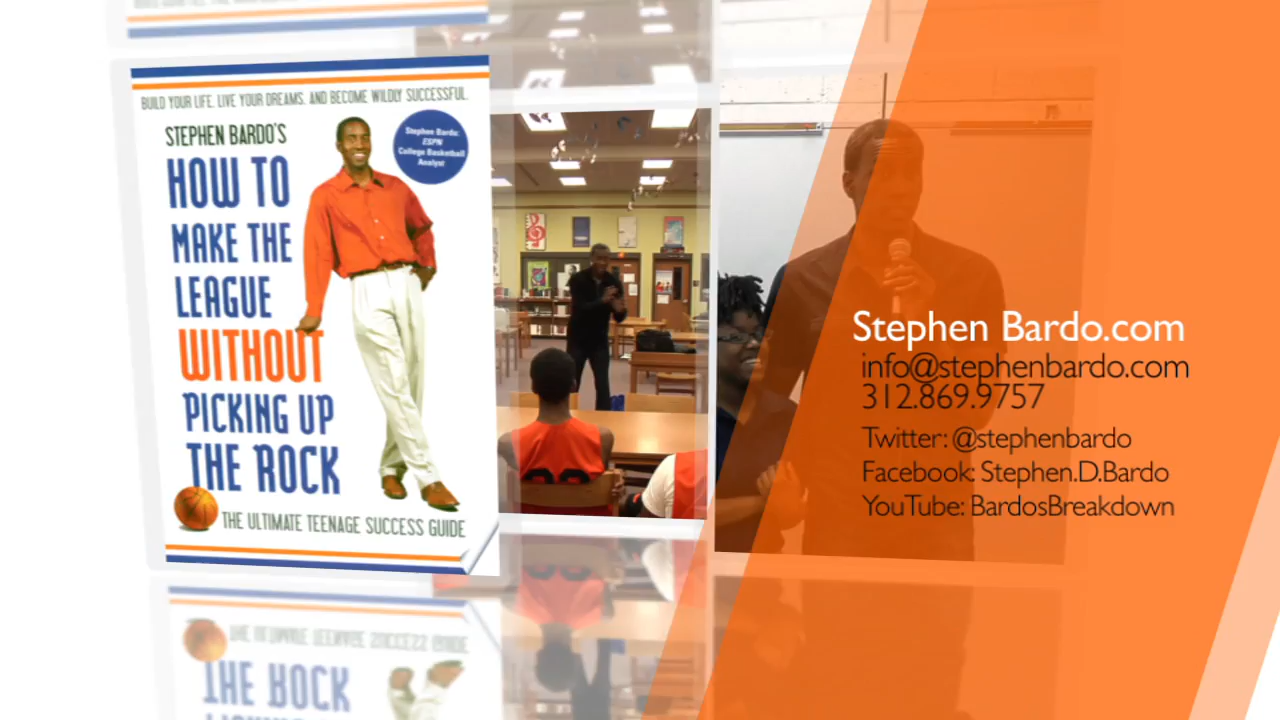 BUILD YOUR LIFE. LIVE YOUR DREAMS. AND BECOME WILDLY SUCCESSFUL.
STEPHEN BARDO'S
HOW TO
MAKE THE
LEAGUE
WITHOUT
PICKING UP
THE ROCK
THE ULTIMATE TEENAGE SUCCESS GUIDE
Stephen Bardo:
ESPN
College Basketball
Analyst
Stephen Bardo.com
info@stephenbardo.com
312.869.9757
Twitter: @stephenbardo
Facebook: Stephen.D.Bardo
YouTube: BardosBreakdown